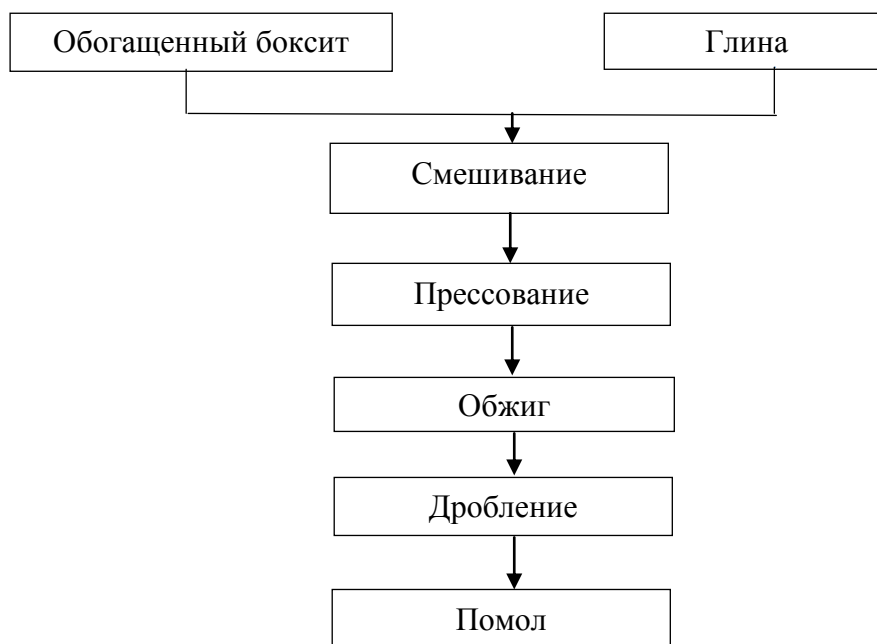 Обогащенный боксит
Глина
Смешивание
Прессование
Обжиг
Дробление
Помол